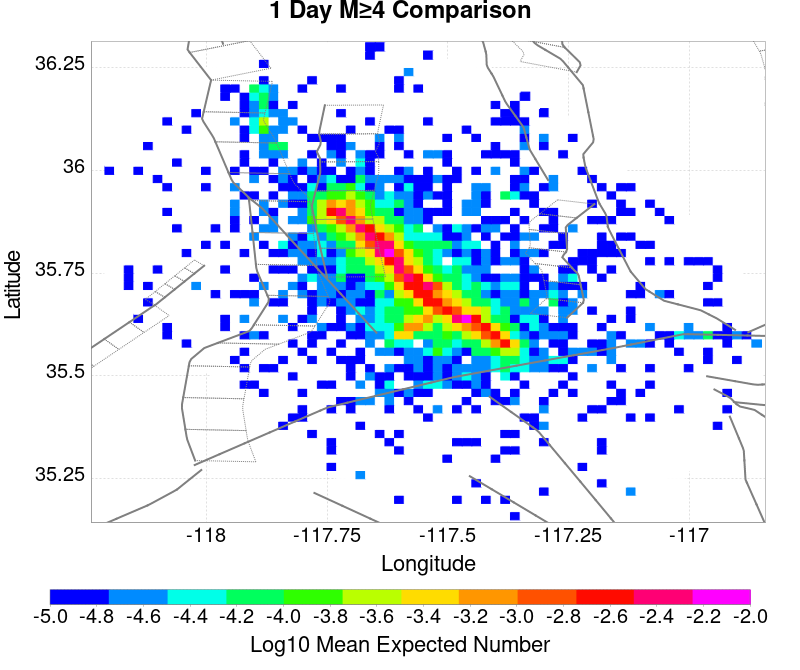 1 Day M≥4 Comparison
36.25
36
35.75
35.5
35.25
Latitude
-118 -117.75 -117.5 -117.25 -117
Longitude
-5.0 -4.8 -4.6 -4.4 -4.2 -4.0 -3.8 -3.6 -3.4 -3.2 -3.0 -2.8 -2.6 -2.4 -2.2 -2.0
Log10 Mean Expected Number